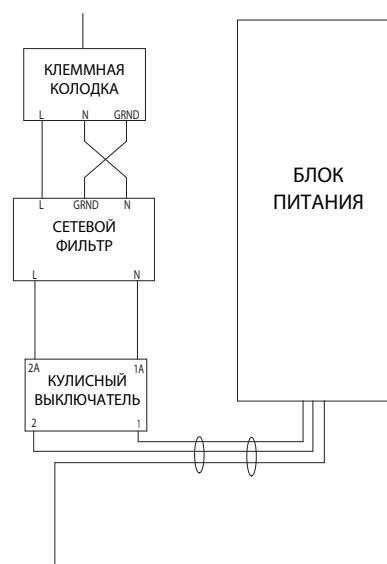 КЛЕММНАЯ
КОЛОДКА
L N GRND
L GRND N
СЕТЕВОЙ
ФИЛЬТР
L N
2A 1A
КУЛИСНЫЙ
ВЫКЛЮЧАТЕЛЬ
2 1
БЛОК
ПИТАНИЯ